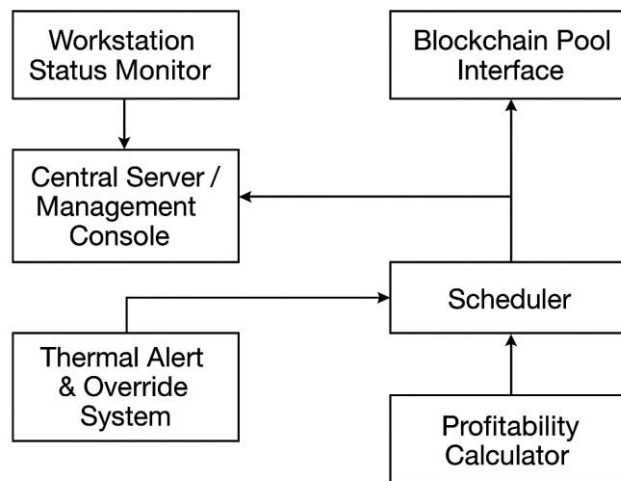 Workstation
Status Monitor
Blockchain Pool
Interface
Central Server /
Management
Console
Scheduler
Thermal Alert
& Override
System
Profitability
Calculator